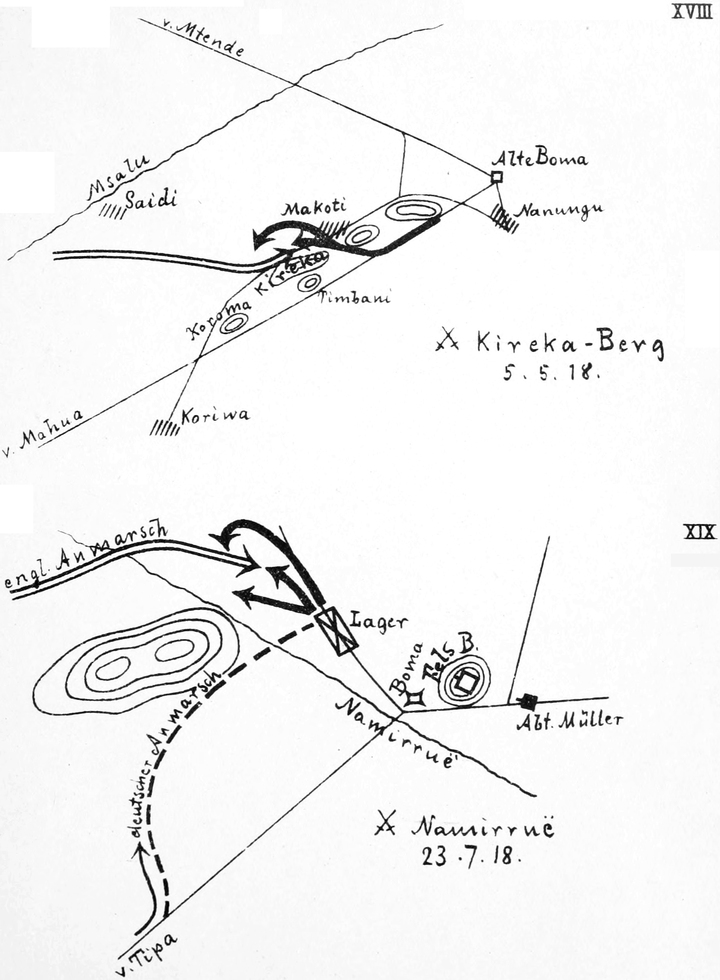 XVIII
v. Mtende
Msalu
Alte Boma
Saidi
Makoti
Nanungu
Kireka
Koroma
Timbani
Kireka-Berg
5. 5. 18.
v. Mahua
Koriwa
XIX
engl. Anmarsch
Lager
Boma
Fels B.
deutscher Anmarsch
Namirruë
Abt. Müller
Namirruë
23.7.18.
v. Tipa